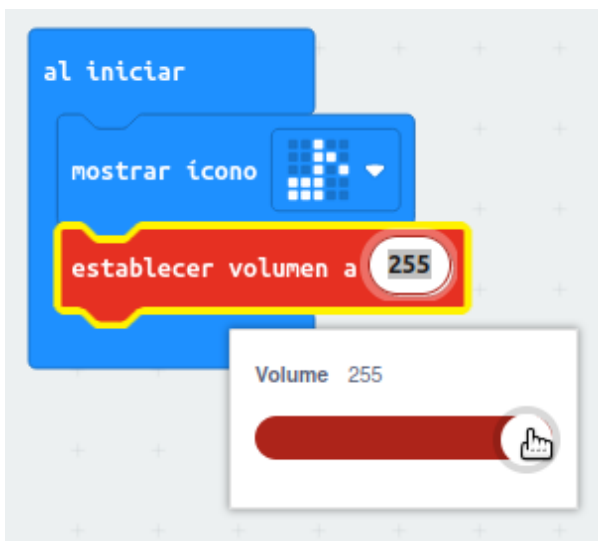 al iniciar
mostrar ícono
establecer volumen a 255
Volume 255